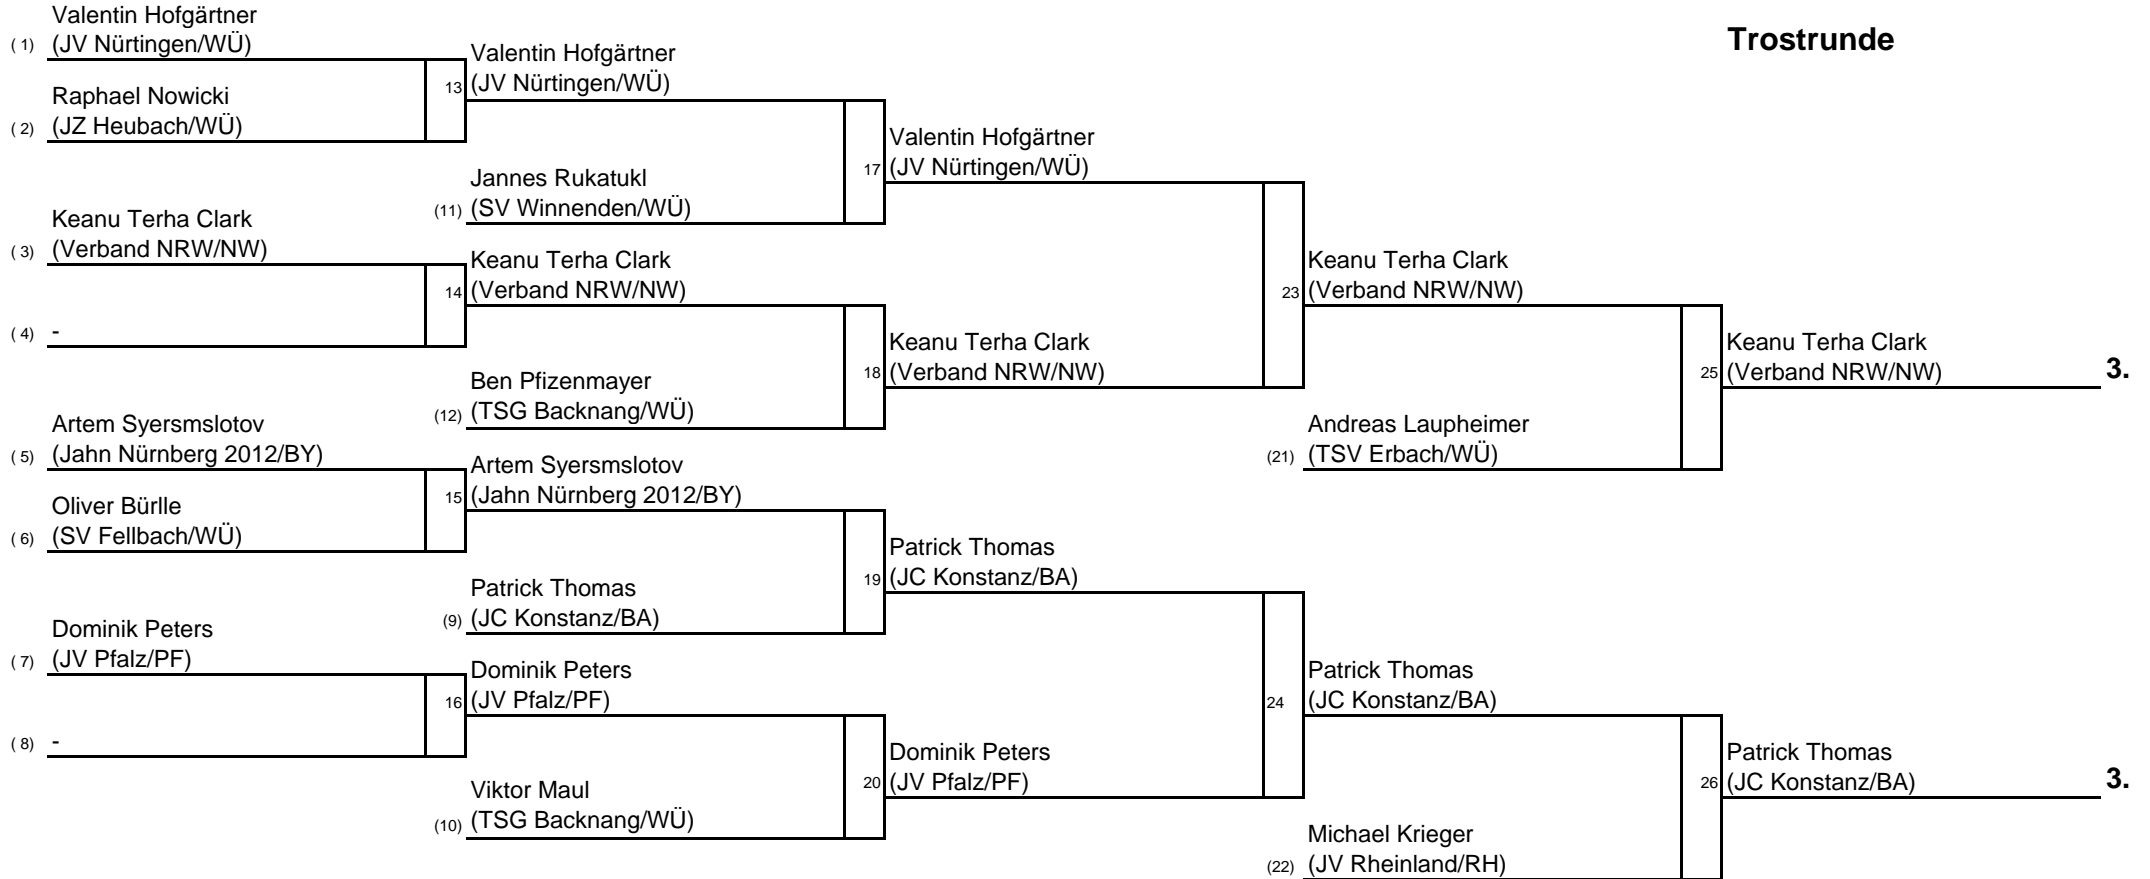 Trostrunde
Valentin Hofgärtner
( 1) (JV Nürtingen/WÜ)
Raphael Nowicki
( 2) (JZ Heubach/WÜ)
Keanu Terha Clark
( 3) (Verband NRW/NW)
( 4) -
Artem Syersmslotov
( 5) (Jahn Nürnberg 2012/BY)
Oliver Bürlle
( 6) (SV Fellbach/WÜ)
Dominik Peters
( 7) (JV Pfalz/PF)
( 8) -
Valentin Hofgärtner
13 (JV Nürtingen/WÜ)
Jannes Rukatukl
(11) (SV Winnenden/WÜ)
Keanu Terha Clark
14 (Verband NRW/NW)
Ben Pfizenmayer
(12) (TSG Backnang/WÜ)
Artem Syersmslotov
15 (Jahn Nürnberg 2012/BY)
Patrick Thomas
(9) (JC Konstanz/BA)
Dominik Peters
16 (JV Pfalz/PF)
Viktor Maul
(10) (TSG Backnang/WÜ)
Valentin Hofgärtner
17 (JV Nürtingen/WÜ)
Keanu Terha Clark
18 (Verband NRW/NW)
Patrick Thomas
19 (JC Konstanz/BA)
Dominik Peters
20 (JV Pfalz/PF)
Keanu Terha Clark
23 (Verband NRW/NW)
Andreas Laupheimer
(21) (TSV Erbach/WÜ)
Patrick Thomas
24 (JC Konstanz/BA)
Michael Krieger
(22) (JV Rheinland/RH)
Keanu Terha Clark
25 (Verband NRW/NW) 3.
Patrick Thomas
26 (JC Konstanz/BA) 3.